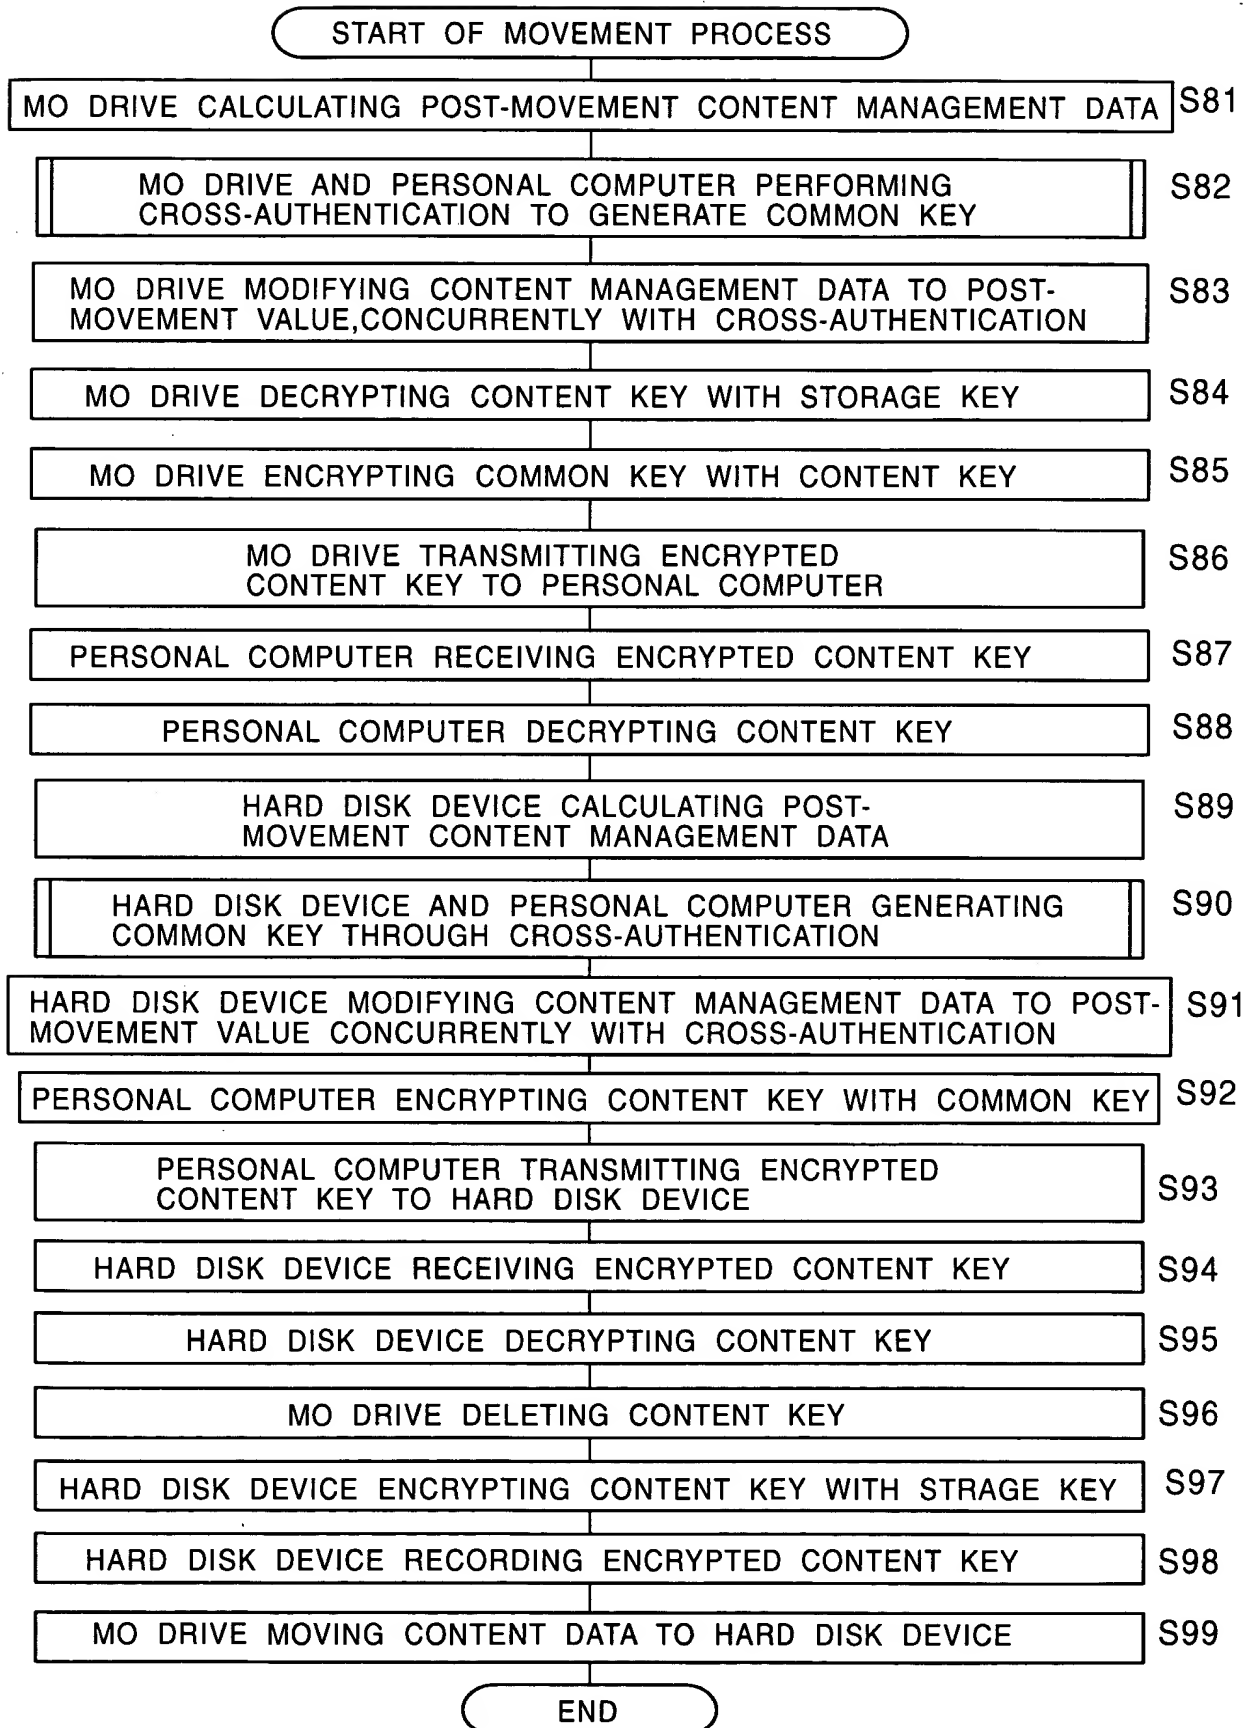 START OF MOVEMENT PROCESS
MO DRIVE CALCULATING POST-MOVEMENT CONTENT MANAGEMENT DATA S81
MO DRIVE AND PERSONAL COMPUTER PERFORMING S82
CROSS-AUTHENTICATION TO GENERATE COMMON KEY
MO DRIVE MODIFYING CONTENT MANAGEMENT DATA TO POST- S83
MOVEMENT VALUE,CONCURRENTLY WITH CROSS-AUTHENTICATION
MO DRIVE DECRYPTING CONTENT KEY WITH STORAGE KEY S84
MO DRIVE ENCRYPTING COMMON KEY WITH CONTENT KEY S85
MO DRIVE TRANSMITTING ENCRYPTED S86
CONTENT KEY TO PERSONAL COMPUTER
PERSONAL COMPUTER RECEIVING ENCRYPTED CONTENT KEY S87
PERSONAL COMPUTER DECRYPTING CONTENT KEY S88
HARD DISK DEVICE CALCULATING POST- S89
MOVEMENT CONTENT MANAGEMENT DATA
HARD DISK DEVICE AND PERSONAL COMPUTER GENERATING S90
COMMON KEY THROUGH CROSS-AUTHENTICATION
HARD DISK DEVICE MODIFYING CONTENT MANAGEMENT DATA TO POST- S91
MOVEMENT VALUE CONCURRENTLY WITH CROSS-AUTHENTICATION
PERSONAL COMPUTER ENCRYPTING CONTENT KEY WITH COMMON KEY S92
PERSONAL COMPUTER TRANSMITTING ENCRYPTED S93
CONTENT KEY TO HARD DISK DEVICE
HARD DISK DEVICE RECEIVING ENCRYPTED CONTENT KEY S94
HARD DISK DEVICE DECRYPTING CONTENT KEY S95
MO DRIVE DELETING CONTENT KEY S96
HARD DISK DEVICE ENCRYPTING CONTENT KEY WITH STRAGE KEY S97
HARD DISK DEVICE RECORDING ENCRYPTED CONTENT KEY S98
MO DRIVE MOVING CONTENT DATA TO HARD DISK DEVICE S99
END